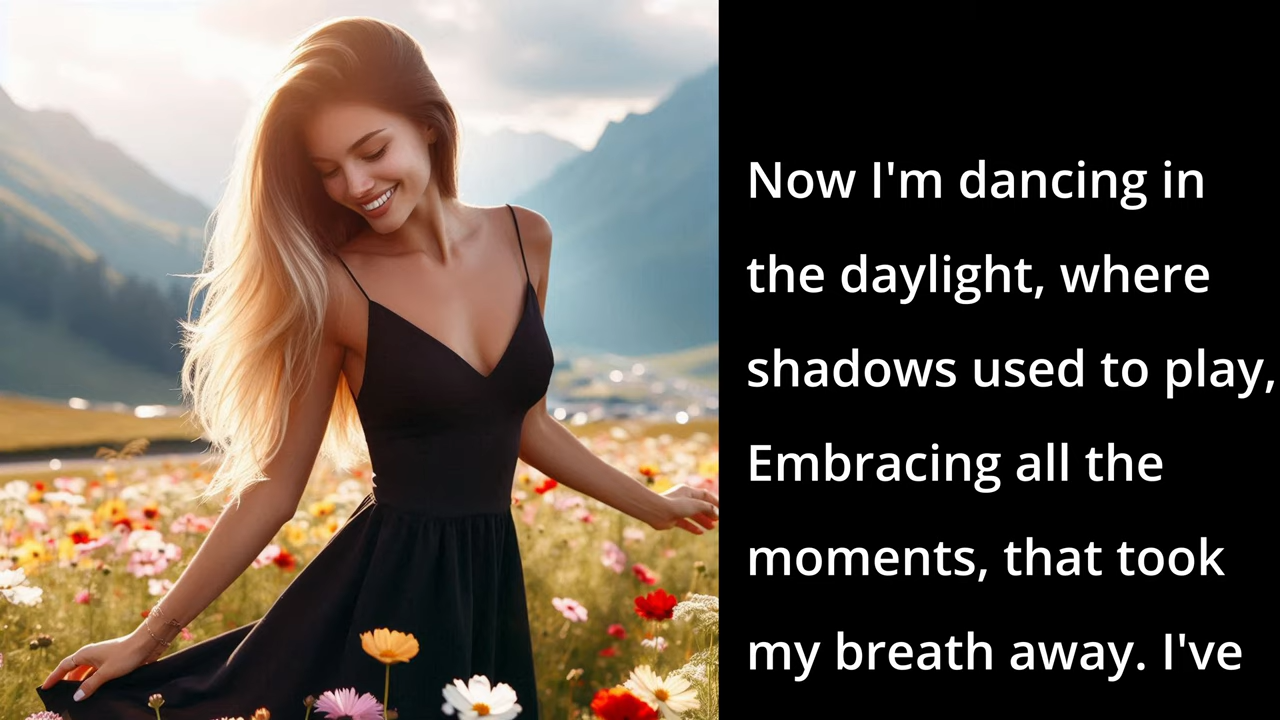 Now I'm dancing in
the daylight, where
shadows used to play,
Embracing all the
moments, that took
my breath away. I've